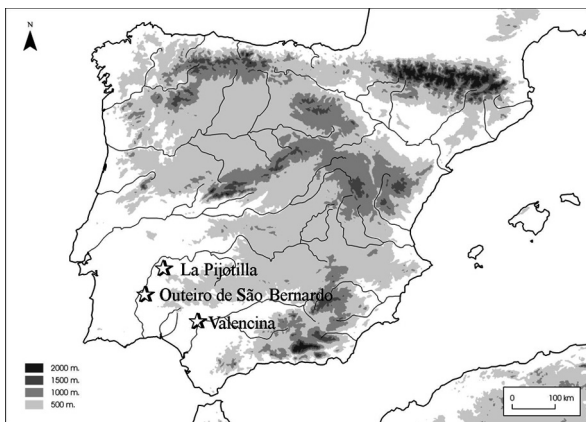 N
La Pijotilla
Outeiro de São Bernardo
Valencina
2000 m.
1500 m.
1000 m.
500 m.
0 100 km